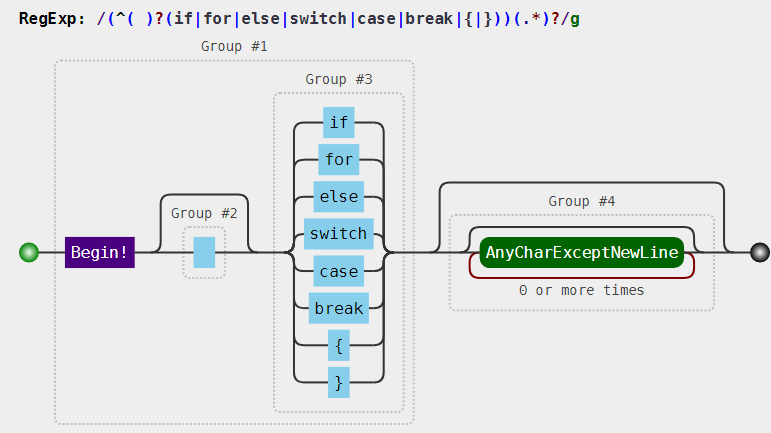 RegExp: /(^( )?(if|for|else|switch|case|break|{|}))(.*)?/g
Group #1
Group #3
if
for
Group #2
else
Group #4
switch
Begin!
AnyCharExceptNewLine
case
0 or more times
break
{
}